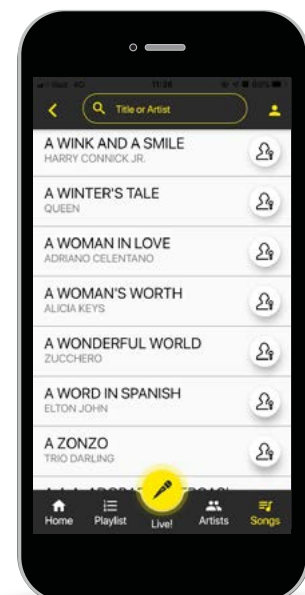 11:26
Title or Artist
A WINK AND A SMILE
HARRY CONNICK JR.
A WINTER'S TALE
QUEEN
A WOMAN IN LOVE
ADRIANO CELENTANO
A WOMAN'S WORTH
ALICIA KEYS
A WONDERFUL WORLD
ZUCCHERO
A WORD IN SPANISH
ELTON JOHN
A ZONZO
TRIO DARLING
Home Playlist Live! Artists Songs